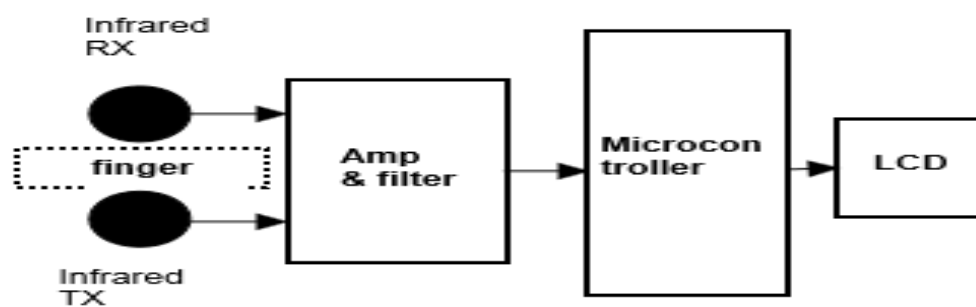 Infrared
RX
finger
Infrared
TX
Amp
& filter
Microcon
troller
LCD